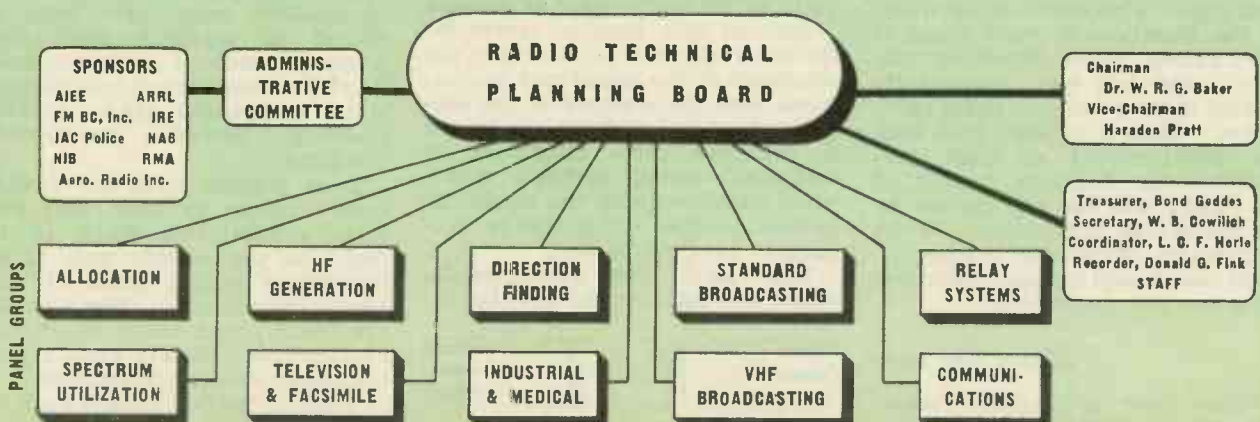 RADIO TECHNICAL
PLANNING BOARD
SPONSORS
AIEE ARRL
FM BC, Inc. IRE
IAC Police NAB
NIB RMA
Aero. Radio Inc.
ADMINIS-
TRATIVE
COMMITTEE
Chairman
Dr. W. R. G. Baker
Vice-Chairman
Haraden Pratt
Treasurer, Bond Geddes
Secretary, W. B. Cowilich
Coordinator, L. C. F. Horle
Recorder, Donald G. Fink
STAFF
PANEL GROUPS
ALLOCATION
HF
GENERATION
DIRECTION
FINDING
STANDARD
BROADCASTING
RELAY
SYSTEMS
SPECTRUM
UTILIZATION
TELEVISION
& FACSIMILE
INDUSTRIAL
& MEDICAL
VHF
BROADCASTING
COMMUNI-
CATIONS